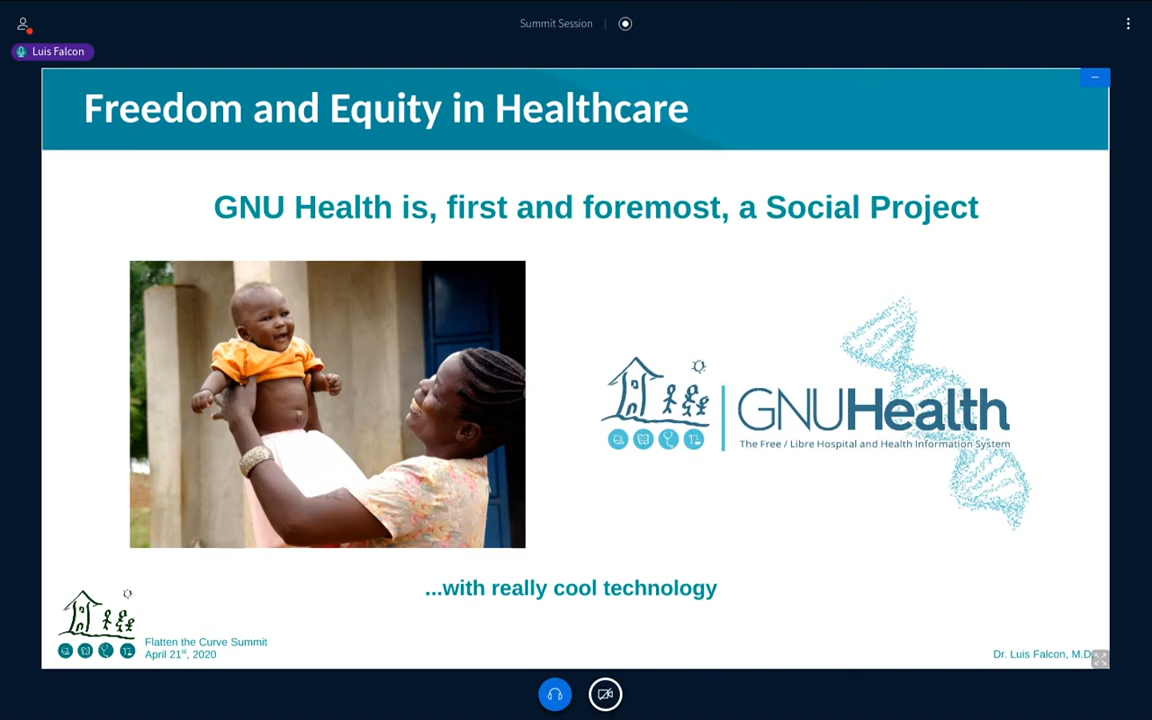 Summit Session
Luis Falcon
Freedom and Equity in Healthcare
GNU Health is, first and foremost, a Social Project
GNUHealth
The Free / Libre Hospital and Health Information System
...with really cool technology
Flatten the Curve Summit
April 21st, 2020
Dr. Luis Falcon, M.D